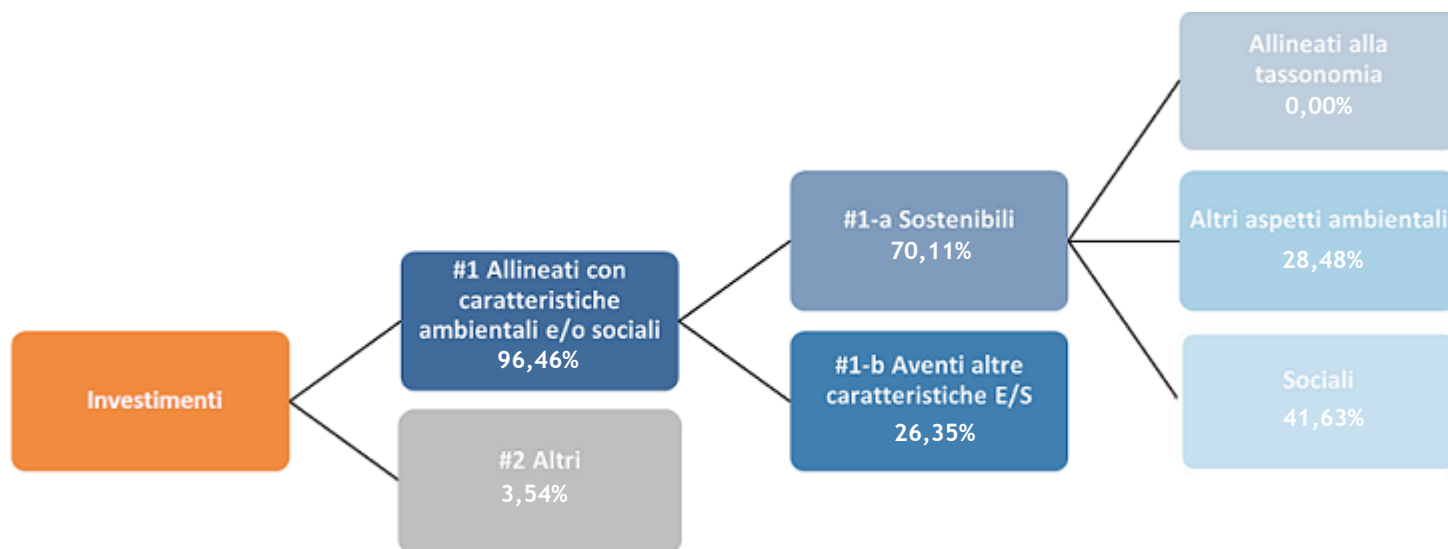 Investimenti
#1 Allineati con
caratteristiche
ambientali e/o sociali
96,46%
#2 Altri
3,54%
#1-a Sostenibili
70,11%
#1-b Aventi altre
caratteristiche E/S
26,35%
Allineati alla
tassonomia
0,00%
Altri aspetti ambientali
28,48%
Sociali
41,63%